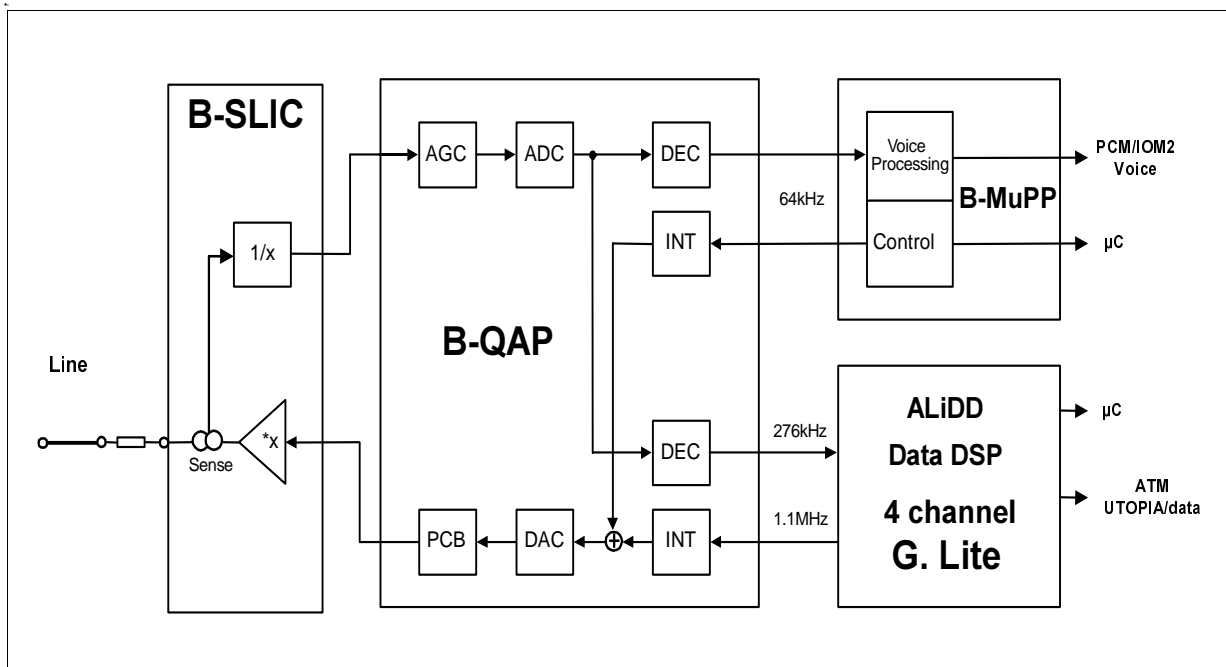 B-SLIC
1/x
Line
Sense
*x
AGC
ADC
DEC
INT
B-QAP
DEC
PCB
DAC
INT
64kHz
276kHz
1.1MHz
Voice
Processing
B-MuPP
Control
PCM/IOM2
Voice
µC
ALiDD
Data DSP
4 channel
G. Lite
µC
ATM
UTOPIA/data